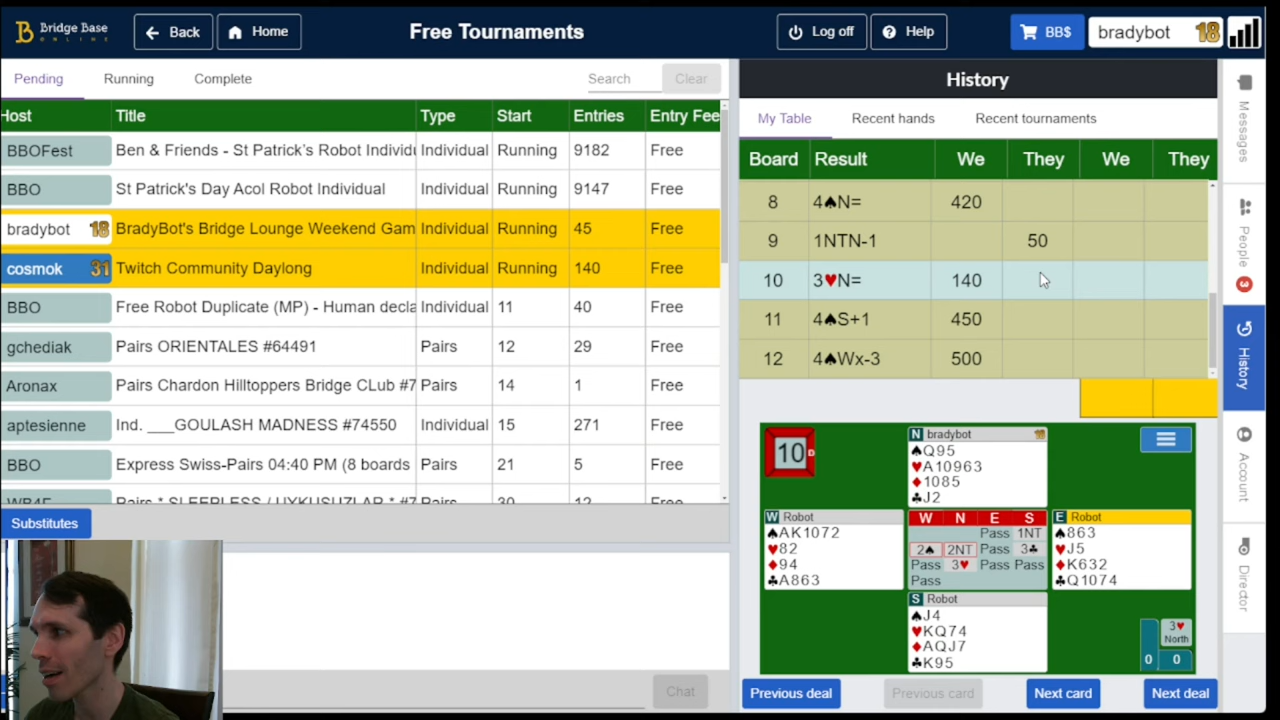 Bridge Base
ONLINE
Back
Home
Free Tournaments
Log off
Help
BB$
bradybot 18
Pending Running Complete Search Clear
Host Title Type Start Entries Entry Fee
BBOFest Ben & Friends - St Patrick's Robot Individu Individual Running 9182 Free
BBO St Patrick's Day Acol Robot Individual Individual Running 9147 Free
bradybot 18 BradyBot's Bridge Lounge Weekend Gam Individual Running 45 Free
cosmok 31 Twitch Community Daylong Individual Running 140 Free
BBO Free Robot Duplicate (MP) - Human decla Individual 11 40 Free
gchediak Pairs ORIENTALES #64491 Pairs 12 29 Free
Aronax Pairs Chardon Hilltoppers Bridge CLub #7 Pairs 14 1 Free
aptesienne Ind. ___GOULASH MADNESS #74550 Individual 15 271 Free
BBO Express Swiss-Pairs 04:40 PM (8 boards Pairs 21 5 Free
Pairs 30 12 Free
Substitutes
Chat
History
My Table Recent hands Recent tournaments
Board Result We They We They
8 4♠N= 420
9 1NTN-1 50
10 3♥N= 140
11 4♠S+1 450
12 4♠Wx-3 500
10 D
N bradybot 18
♠Q95
♥A10963
♦1085
♣J2
W Robot
♠AK1072
♥82
♦94
♣A863
W N E S
Pass 1NT
2♠ 2NT Pass 3♣
Pass 3♥ Pass Pass
Pass
E Robot
♠863
♥J5
♦K632
♣Q1074
S Robot
♠J4
♥KQ74
♦AQJ7
♣K95
3♥
North
0 0
Previous deal Previous card Next card Next deal
Messages
People 3
History
Account
Director